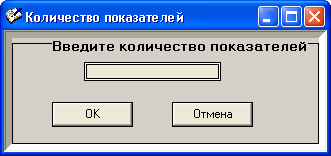 Количество показателей
Введите количество показателей
OK
Отмена